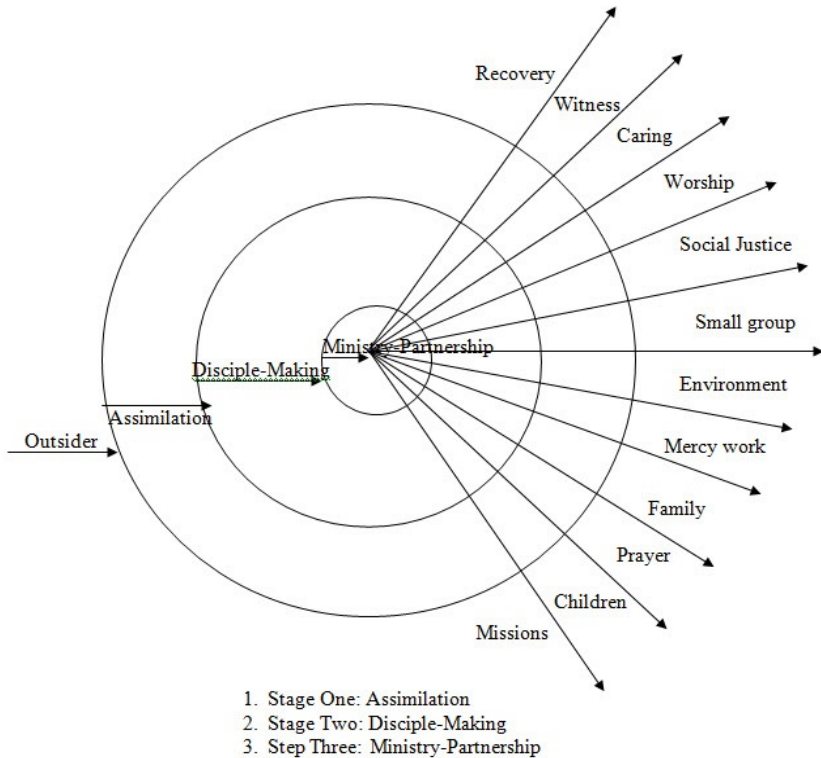 Recovery
Witness
Caring
Worship
Social Justice
Small group
Ministry-Partnership
Disciple-Making
Environment
Assimilation
Outsider
Mercy work
Family
Prayer
Children
Missions
1. Stage One: Assimilation
2. Stage Two: Disciple-Making
3. Step Three: Ministry-Partnership